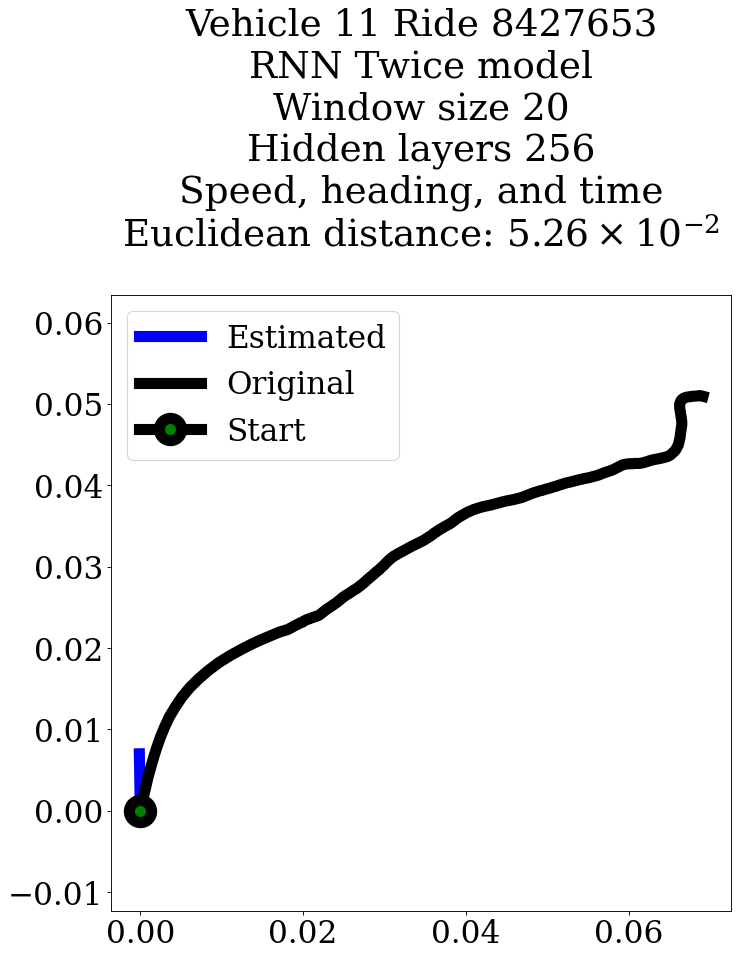 Vehicle 11 Ride 8427653
RNN Twice model
Window size 20
Hidden layers 256
Speed, heading, and time
Euclidean distance: 5.26 × 10⁻²
Estimated
Original
Start
0.06
0.05
0.04
0.03
0.02
0.01
0.00
−0.01
0.00 0.02 0.04 0.06